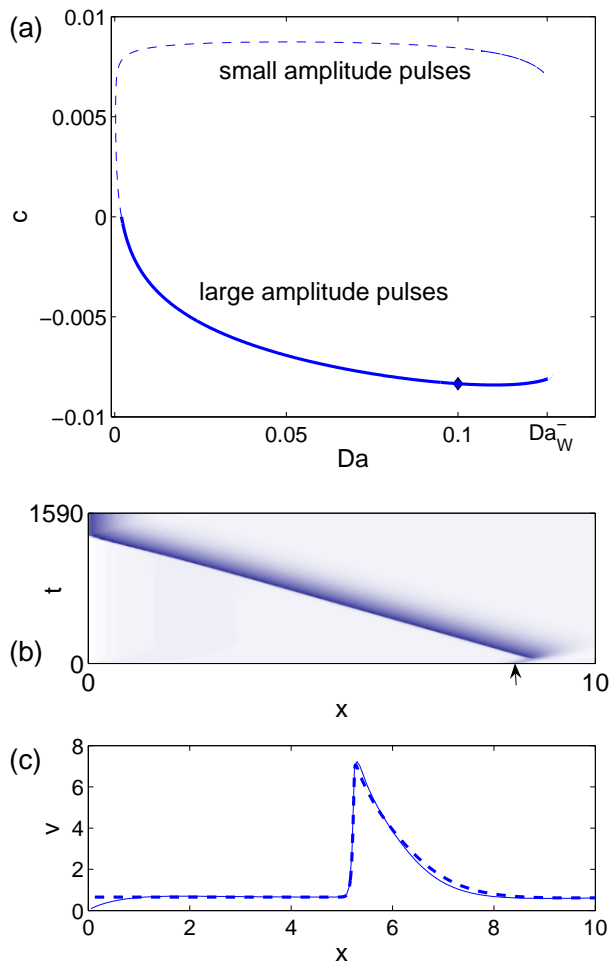 (a)
0.01
0.005
0
−0.005
−0.01
c
small amplitude pulses
large amplitude pulses
0
0.05
0.1
Da_W^−
Da
(b)
1590
t
0
0
10
x
(c)
8
6
4
2
0
v
0
2
4
6
8
10
x